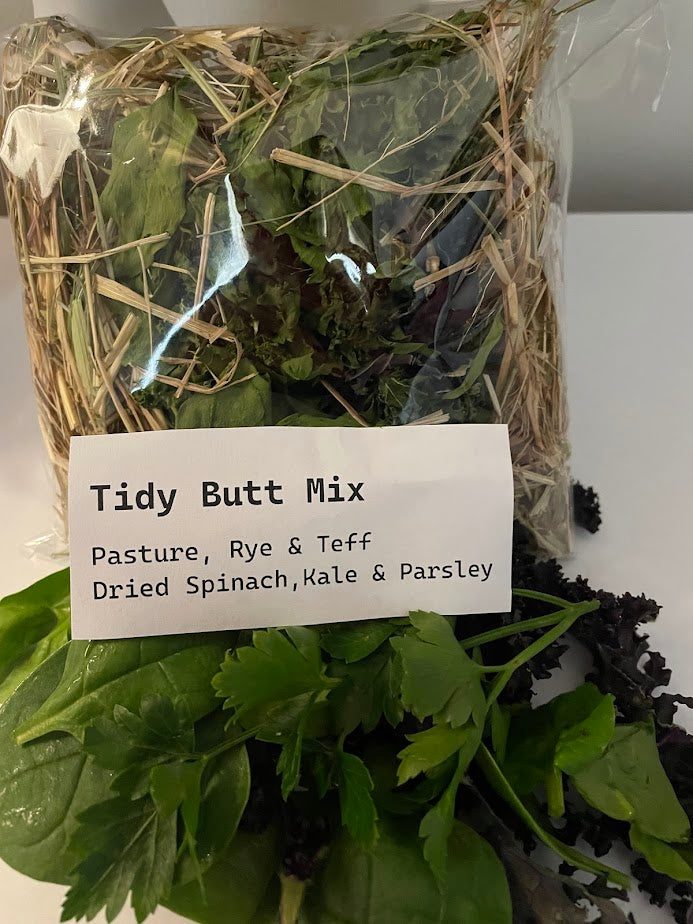 Tidy Butt Mix
Pasture, Rye & Teff
Dried Spinach,Kale & Parsley